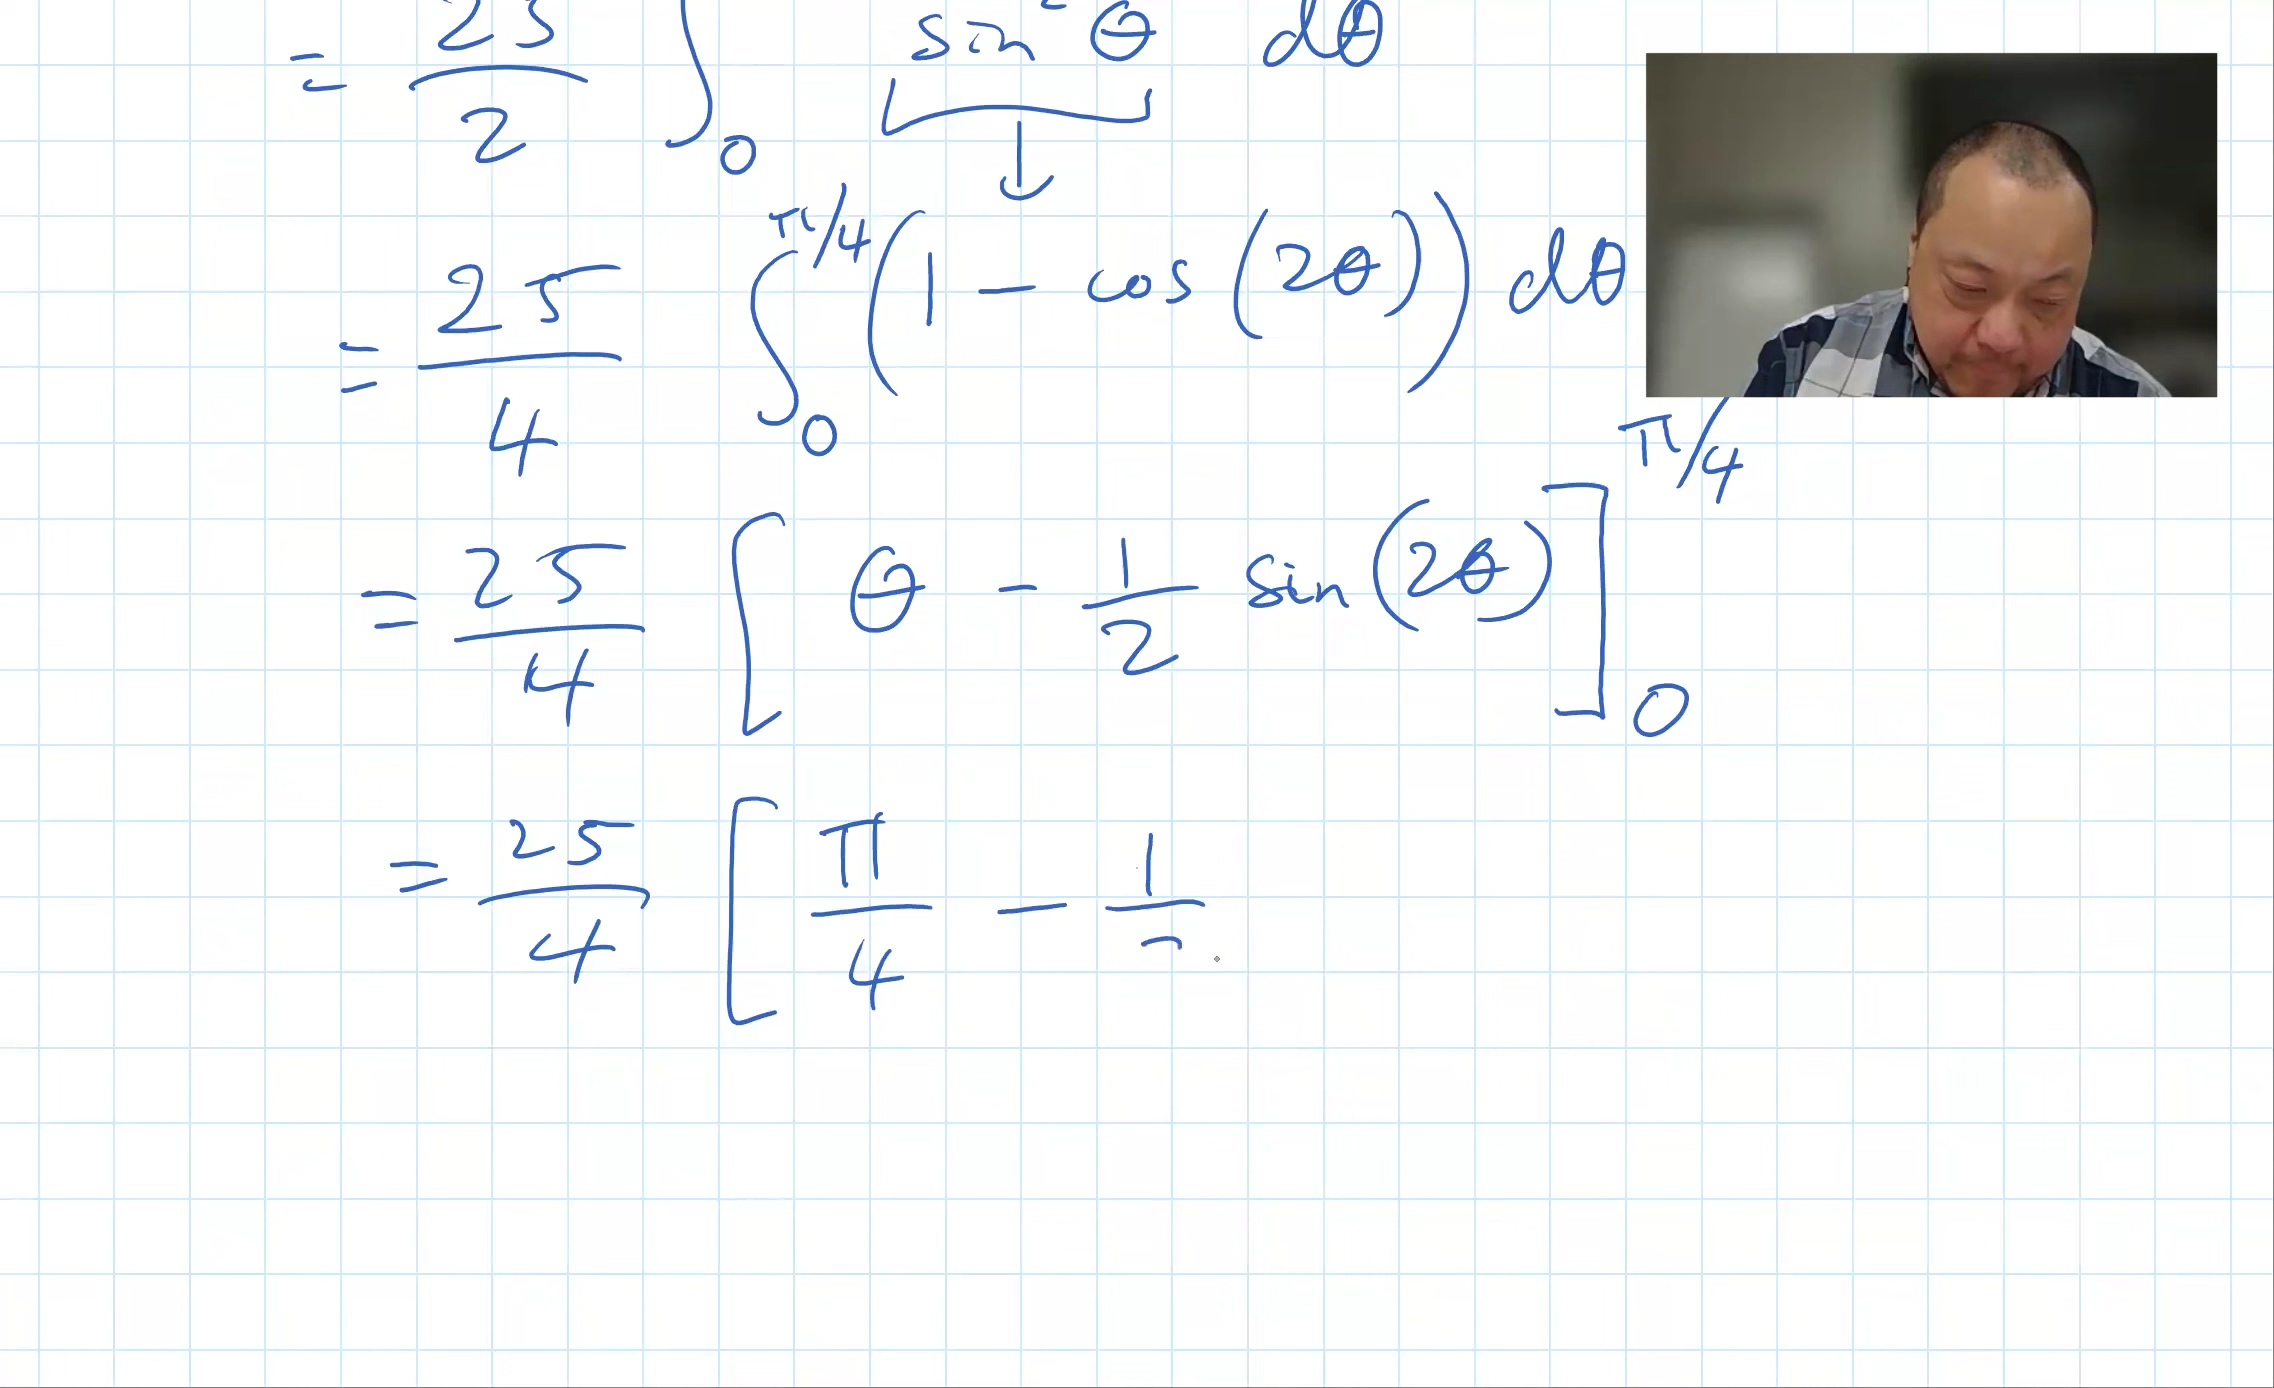 = 25/2 ∫_0 sin² θ dθ
= 25/4 ∫_0^{π/4} (1 − cos(2θ)) dθ
= 25/4 [θ − 1/2 sin(2θ)]_0^{π/4}
= 25/4 [π/4 − 1/